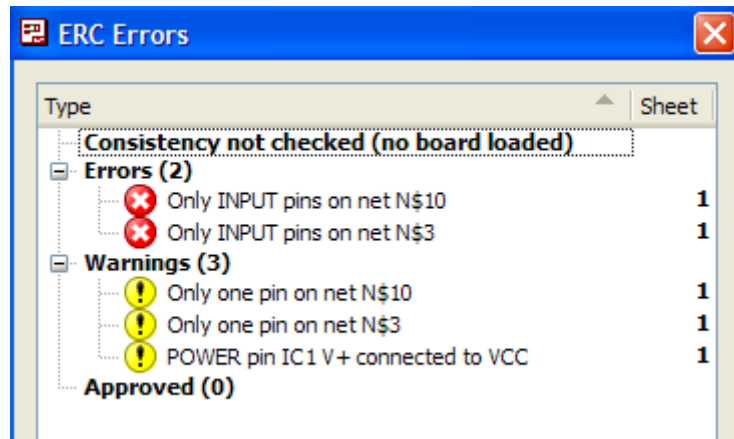 ERC Errors
Type Sheet
Consistency not checked (no board loaded)
Errors (2)
Only INPUT pins on net N$10 1
Only INPUT pins on net N$3 1
Warnings (3)
Only one pin on net N$10 1
Only one pin on net N$3 1
POWER pin IC1 V+ connected to VCC 1
Approved (0)